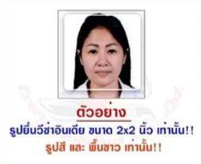 ตัวอย่าง
รูปยื่นวีซ่าอินเดีย ขนาด 2x2 นิ้ว เท่านั้น!!
รูปสี และ พื้นขาว เท่านั้น!!